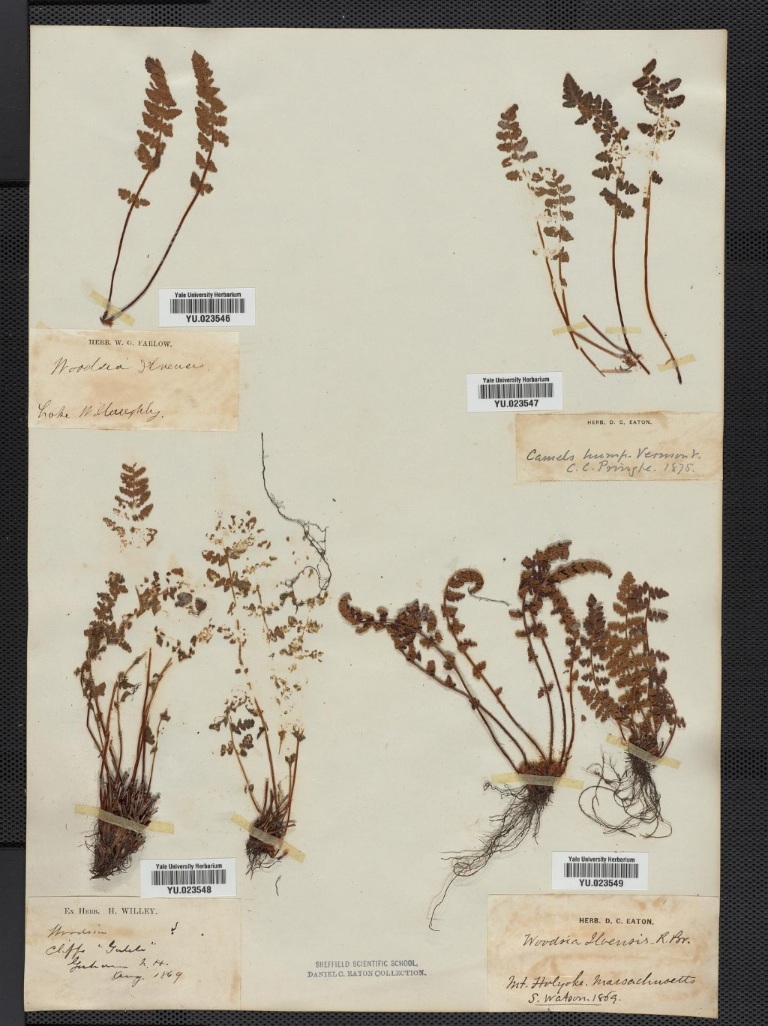 Yale University Herbarium
YU.023546
HERB. W. G. FARLOW,
Woodsia Ilvensis
Lake Willoughby.
Yale University Herbarium
YU.023547
HERB. D. C. EATON.
Camels hump. Vermont.
C. C. Pringle. 1875.
Yale University Herbarium
YU.023548
Ex Herb. H. WILLEY.
Woodsia ?
Cliffs
N. H.
Aug. 1869
Yale University Herbarium
YU.023549
HERB. D. C. EATON.
Woodsia Ilvensis. R. Br.
Mt. Holyoke. Massachusetts
S. Watson. 1869.
SHEFFIELD SCIENTIFIC SCHOOL,
DANIEL C. EATON COLLECTION.